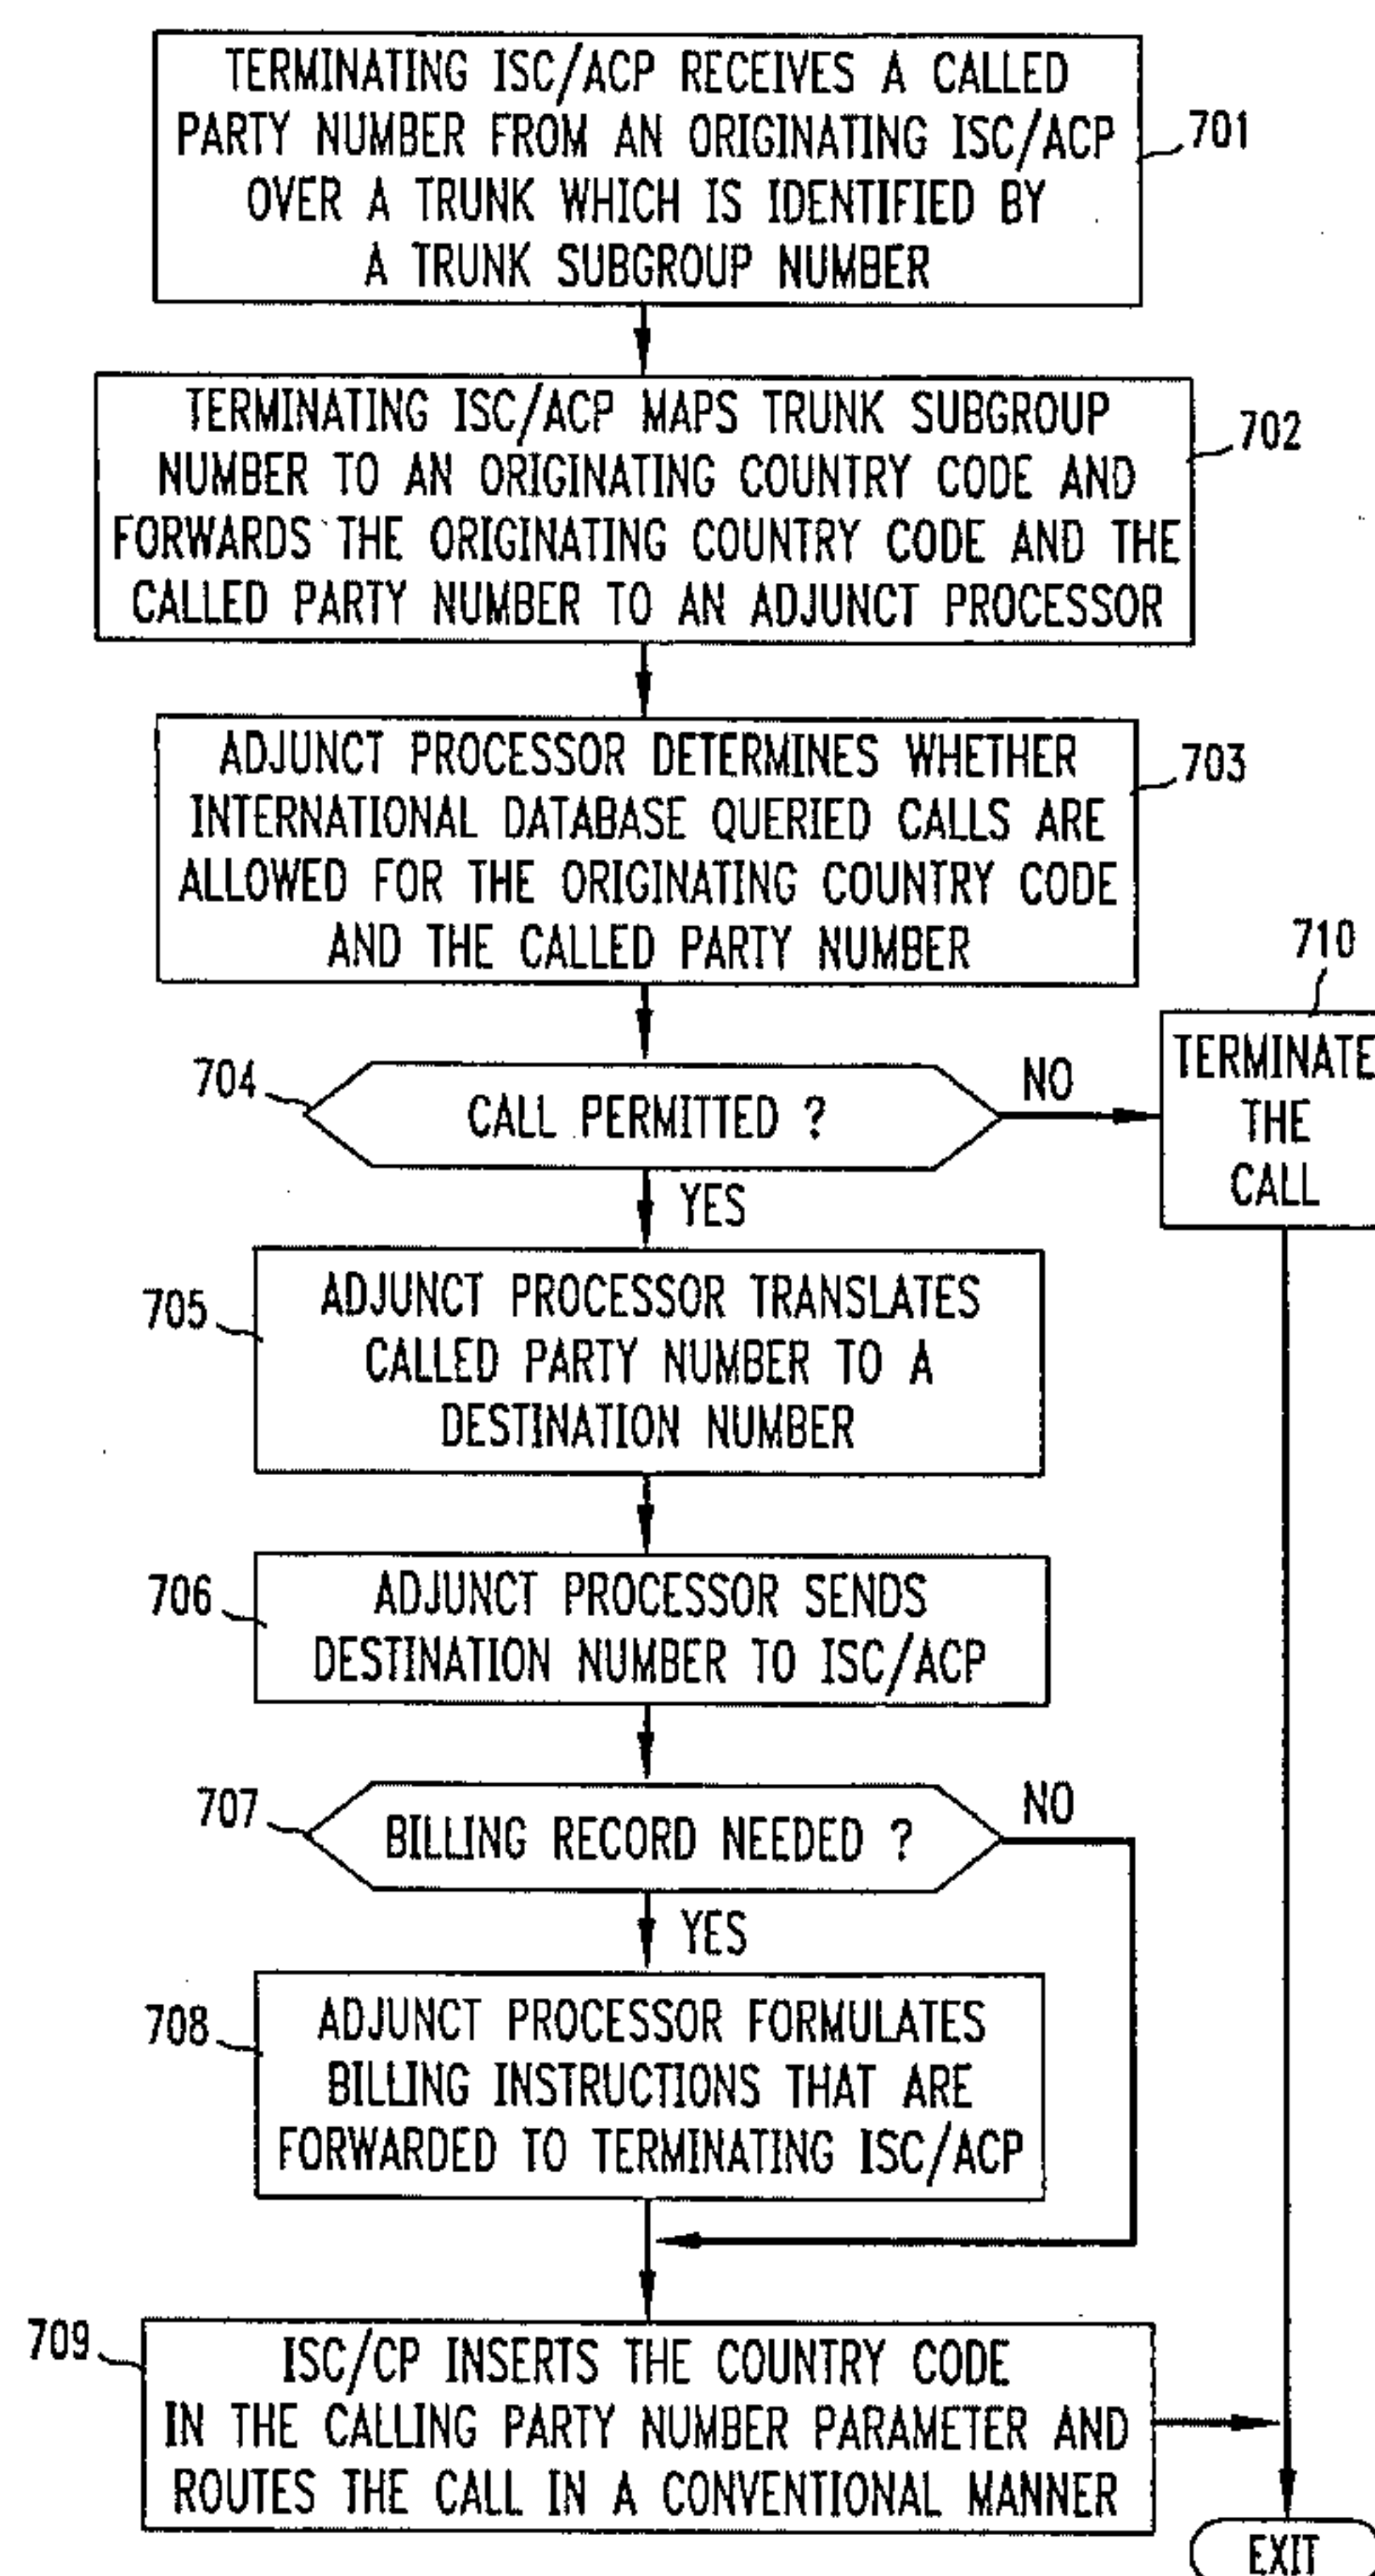 TERMINATING ISC/ACP RECEIVES A CALLED
PARTY NUMBER FROM AN ORIGINATING ISC/ACP
OVER A TRUNK WHICH IS IDENTIFIED BY
A TRUNK SUBGROUP NUMBER
701
TERMINATING ISC/ACP MAPS TRUNK SUBGROUP
NUMBER TO AN ORIGINATING COUNTRY CODE AND
FORWARDS THE ORIGINATING COUNTRY CODE AND THE
CALLED PARTY NUMBER TO AN ADJUNCT PROCESSOR
702
ADJUNCT PROCESSOR DETERMINES WHETHER
INTERNATIONAL DATABASE QUERIED CALLS ARE
ALLOWED FOR THE ORIGINATING COUNTRY CODE
AND THE CALLED PARTY NUMBER
703
704
CALL PERMITTED ?
NO
710
TERMINATE
THE
CALL
YES
705
ADJUNCT PROCESSOR TRANSLATES
CALLED PARTY NUMBER TO A
DESTINATION NUMBER
706
ADJUNCT PROCESSOR SENDS
DESTINATION NUMBER TO ISC/ACP
707
BILLING RECORD NEEDED ?
NO
YES
708
ADJUNCT PROCESSOR FORMULATES
BILLING INSTRUCTIONS THAT ARE
FORWARDED TO TERMINATING ISC/ACP
709
ISC/CP INSERTS THE COUNTRY CODE
IN THE CALLING PARTY NUMBER PARAMETER AND
ROUTES THE CALL IN A CONVENTIONAL MANNER
EXIT